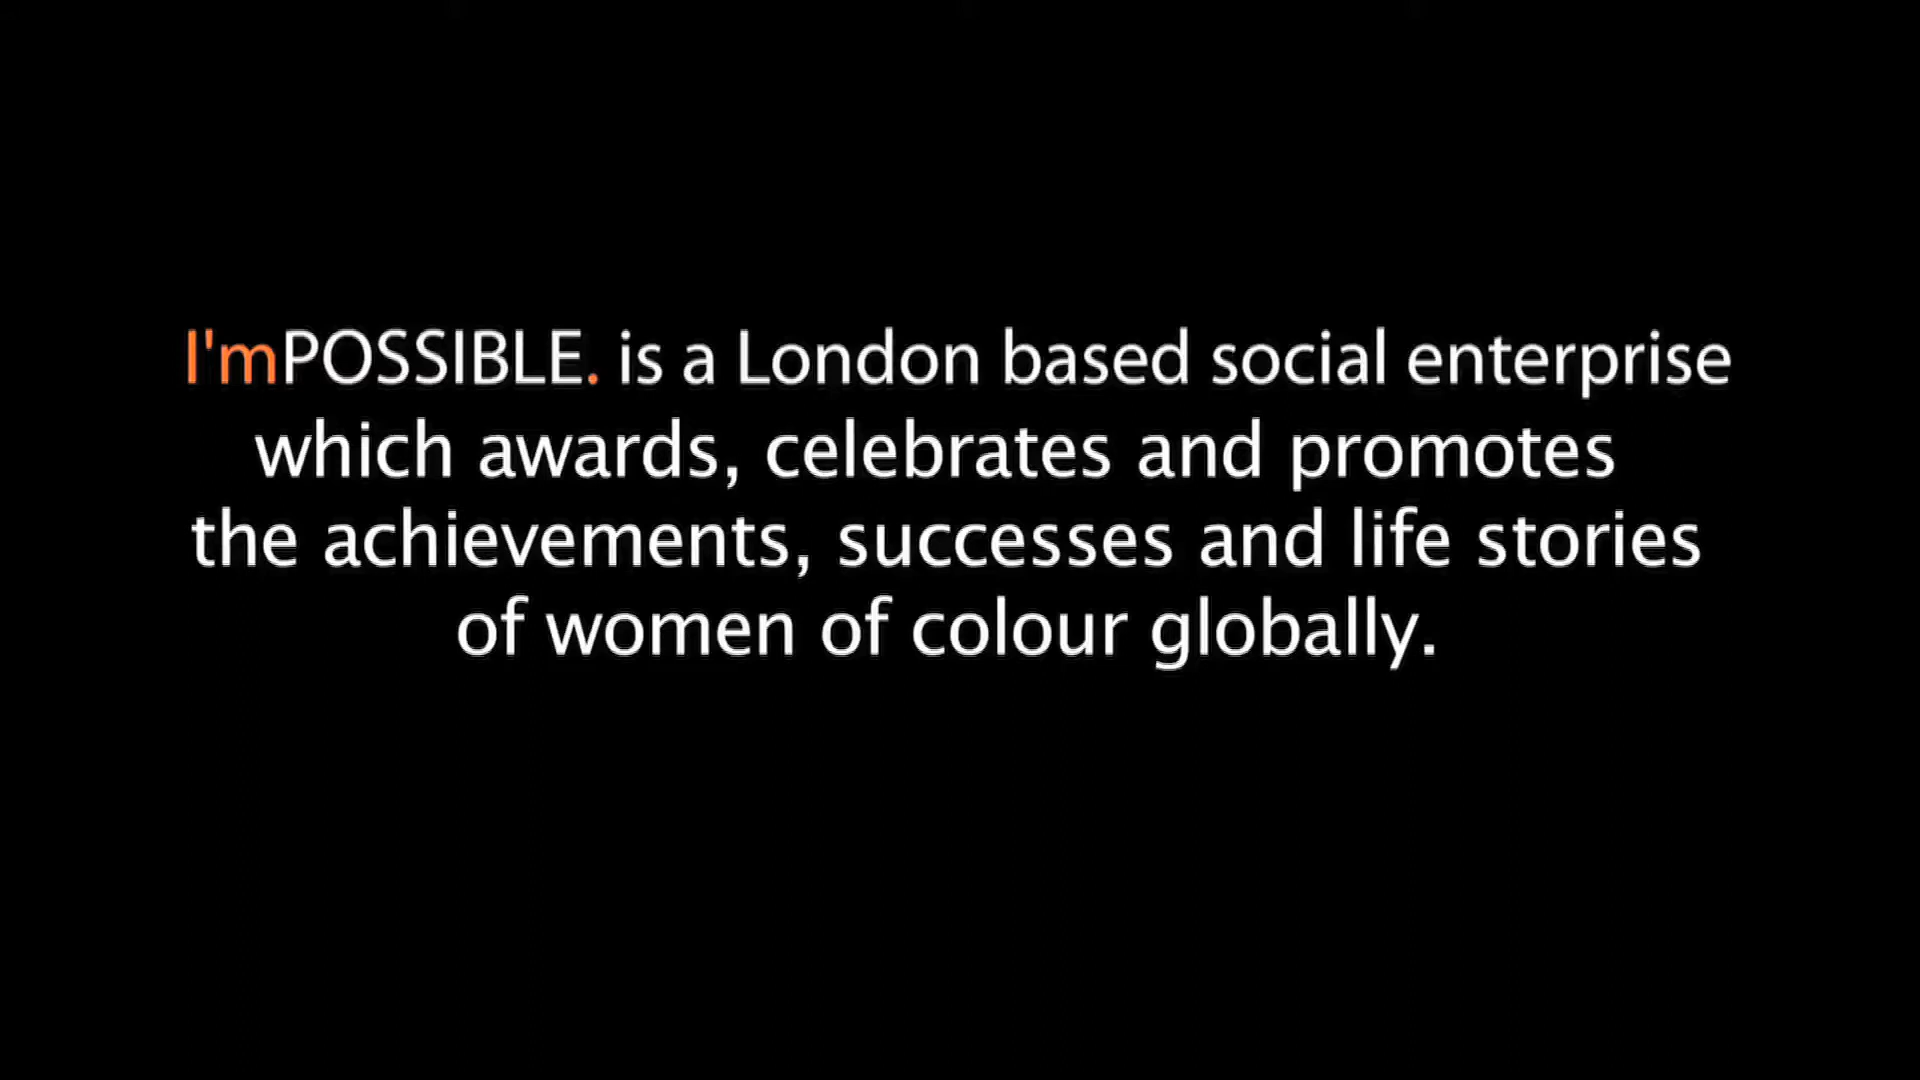 I'mPOSSIBLE. is a London based social enterprise
which awards, celebrates and promotes
the achievements, successes and life stories
of women of colour globally.